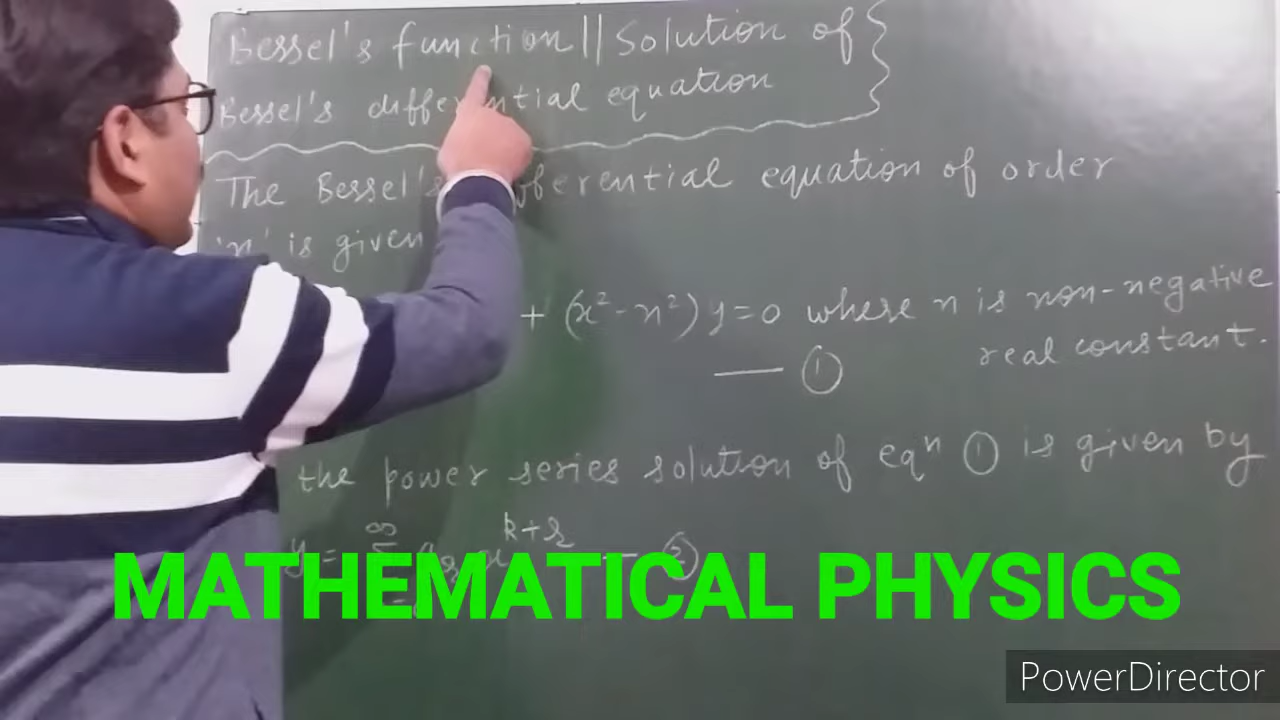 Bessel's function || Solution of
Bessel's differential equation
The Bessel's differential equation of order
'n' is given
+ (x² - n²) y = 0 where n is non-negative
real constant.
— ①
the power series solution of eqⁿ ① is given by
y = ∞ Σ aᵣ x^k+r — ②
MATHEMATICAL PHYSICS
PowerDirector